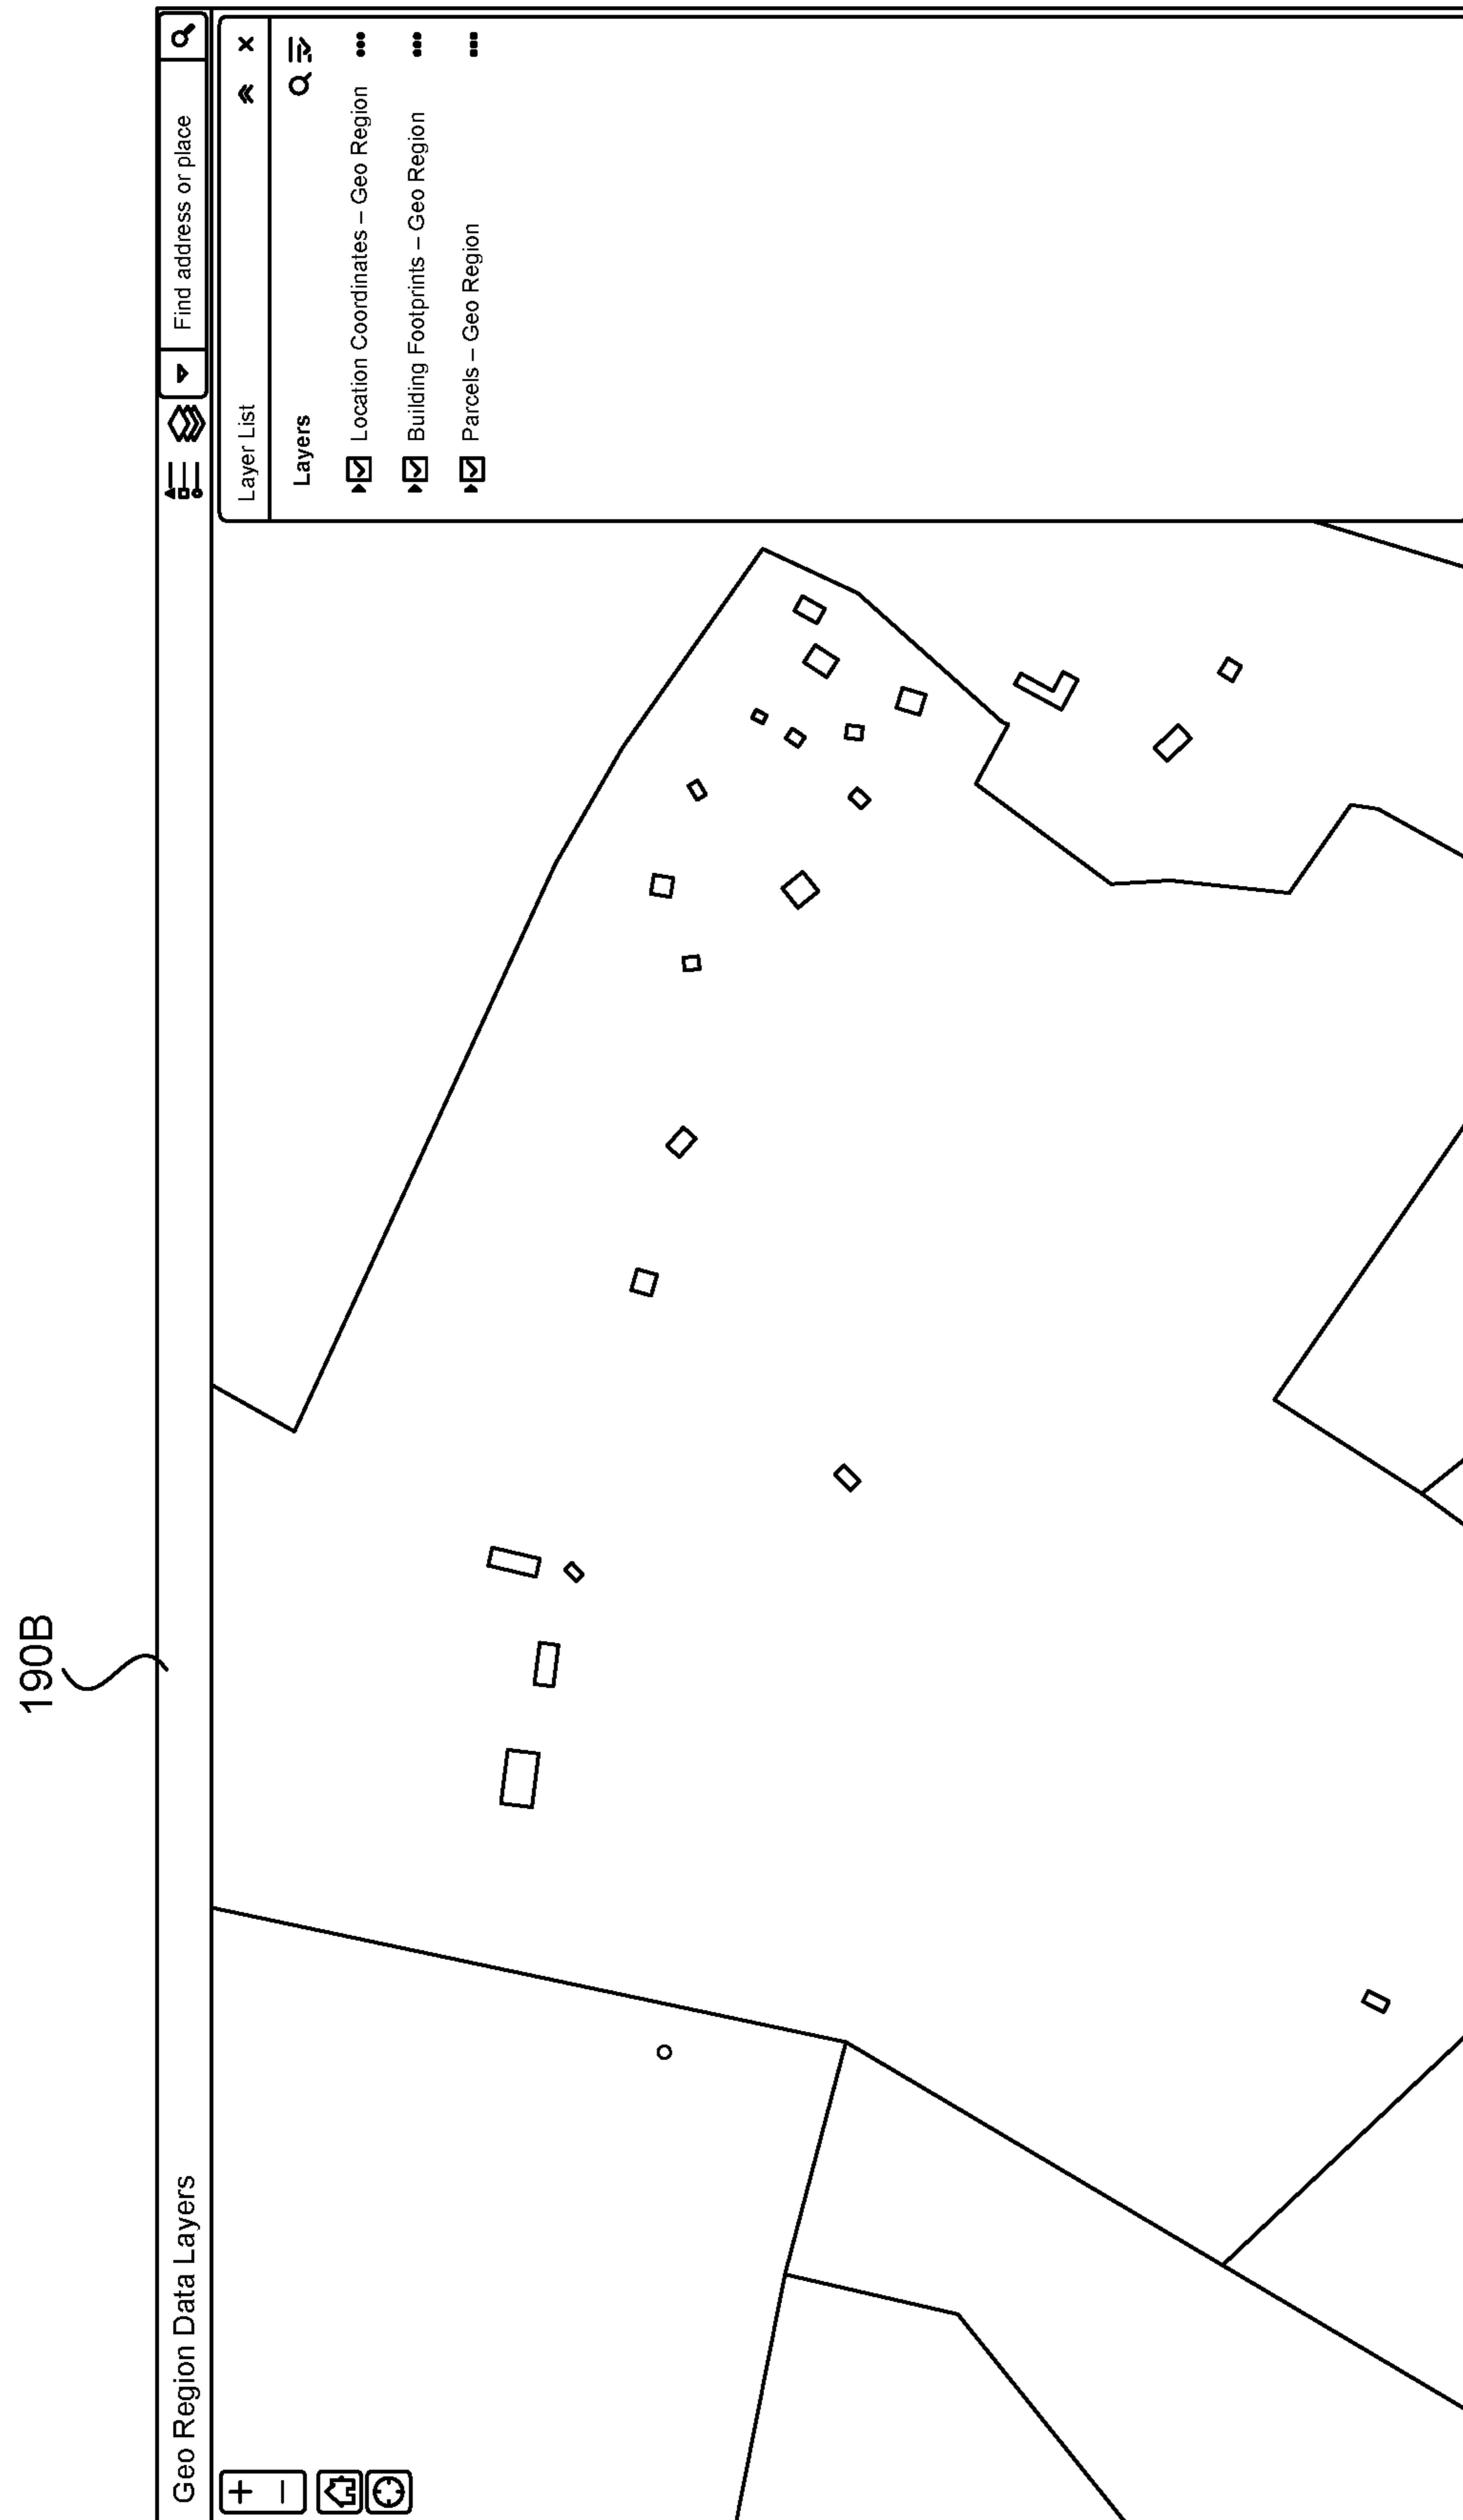 190B
Geo Region Data Layers
Find address or place
Layer List
Layers
Location Coordinates – Geo Region
Building Footprints – Geo Region
Parcels – Geo Region